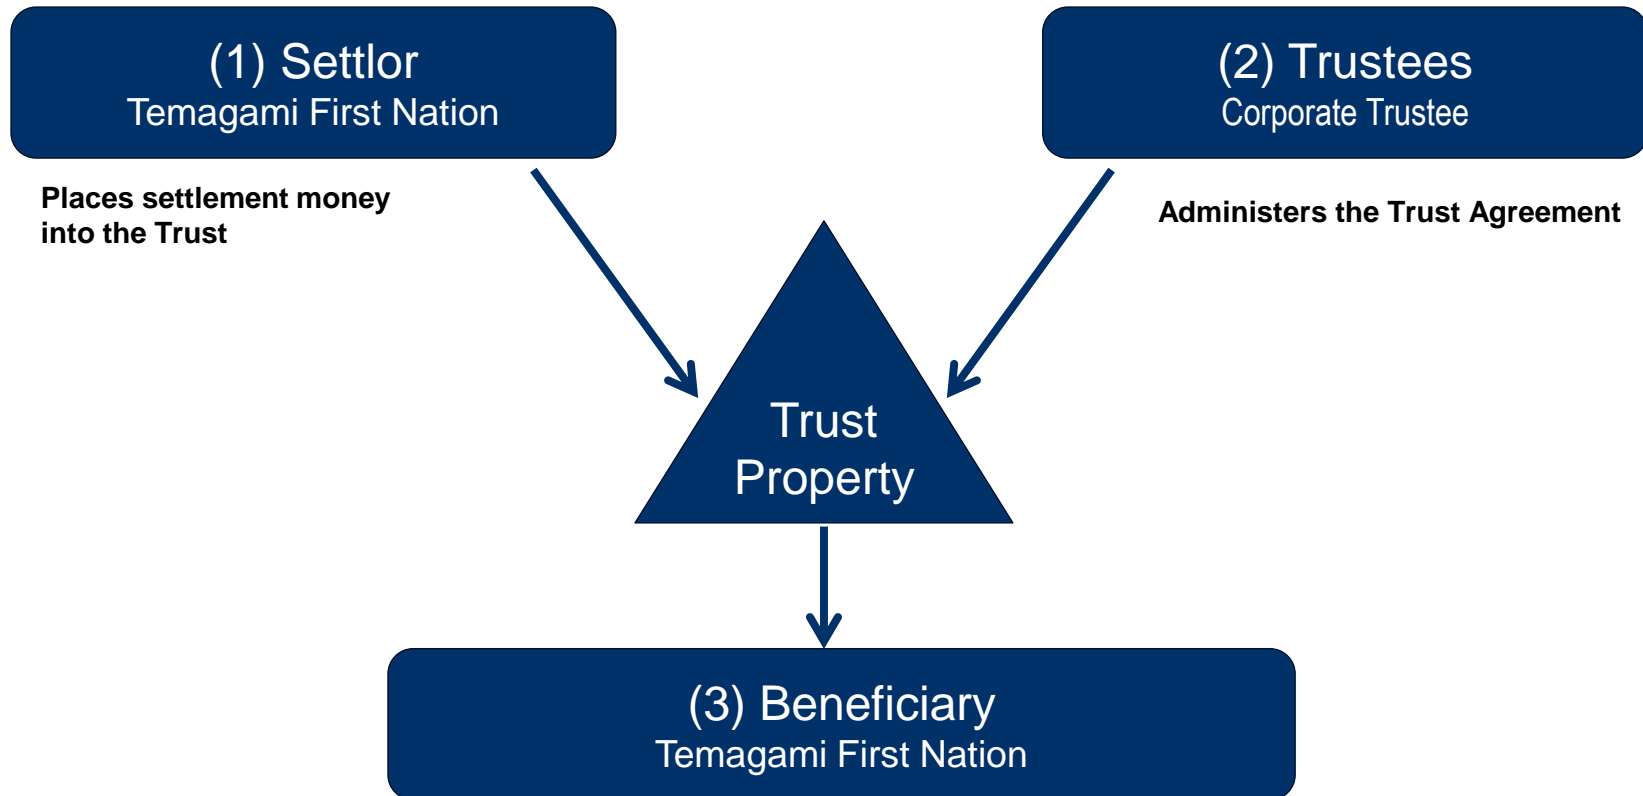 (1) Settlor
Temagami First Nation
(2) Trustees
Corporate Trustee
Places settlement money
into the Trust
Administers the Trust Agreement
Trust
Property
(3) Beneficiary
Temagami First Nation